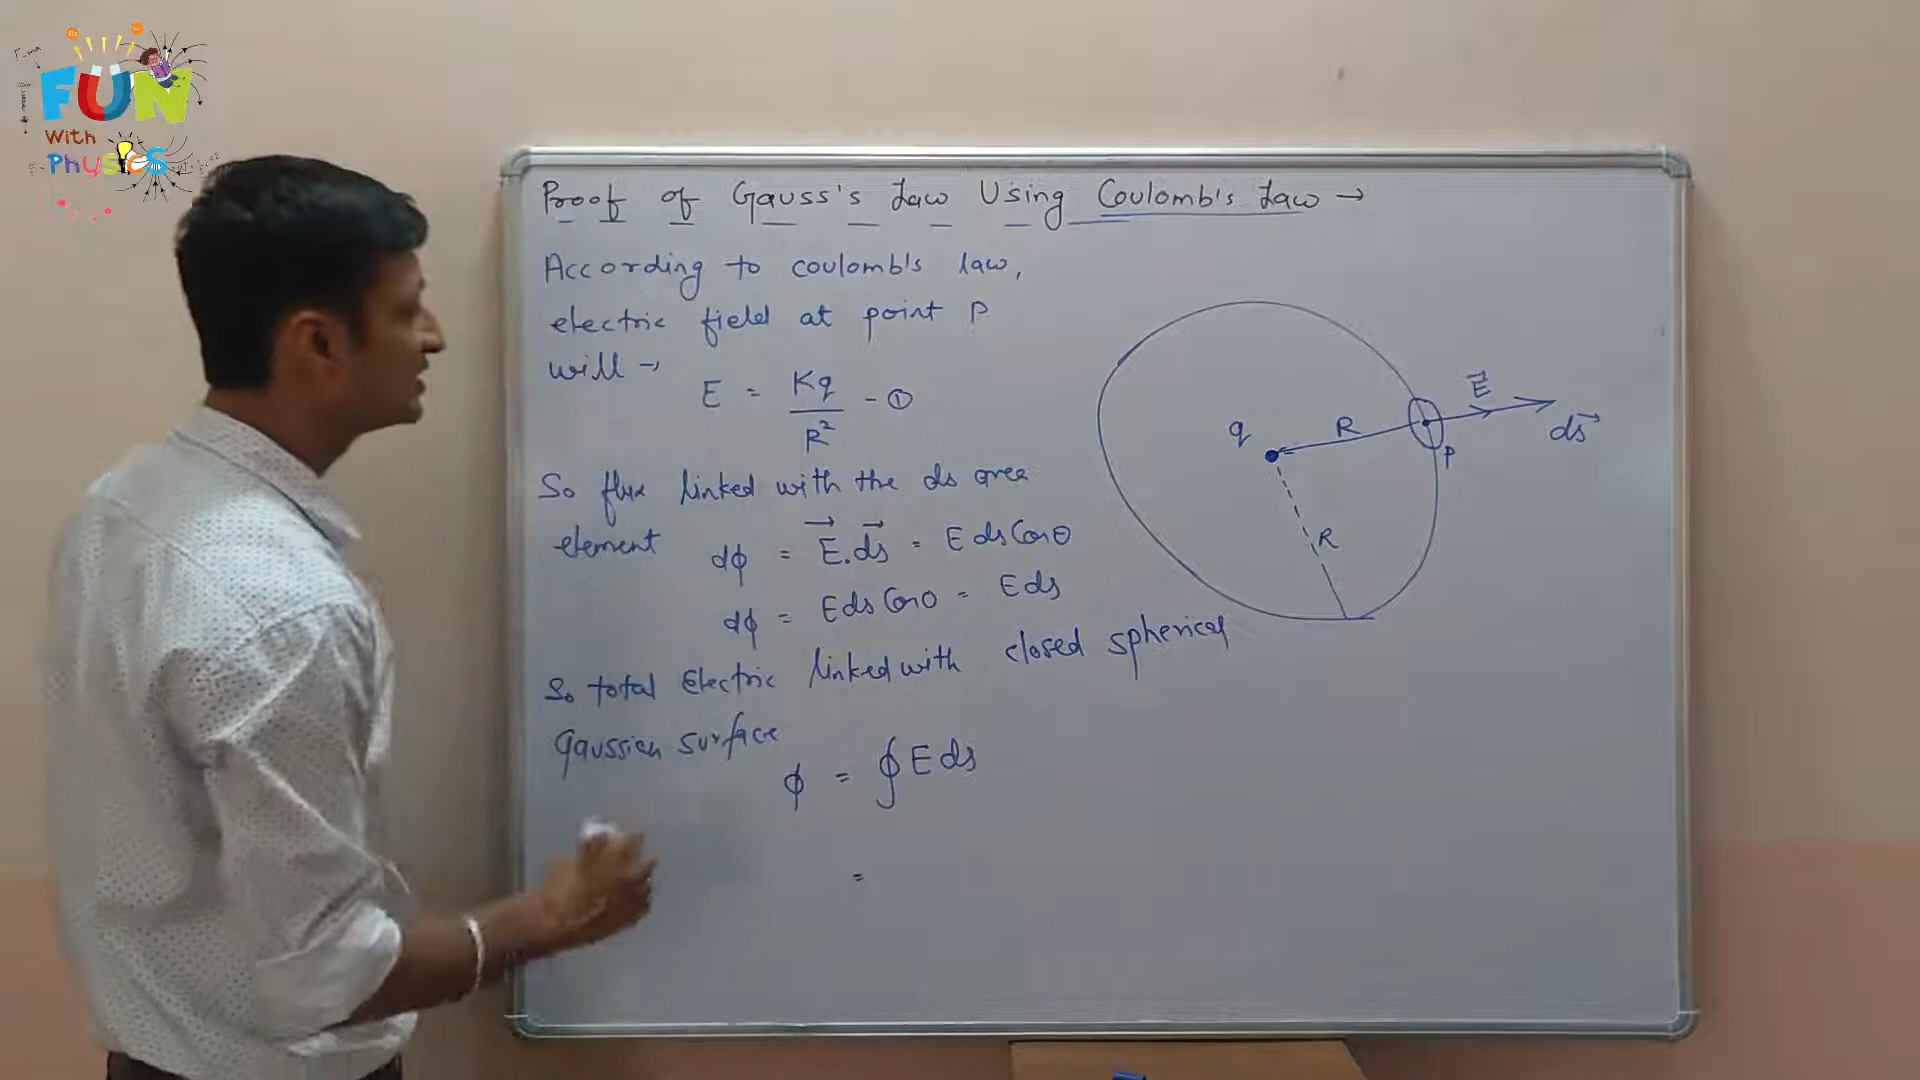 FUN
With
Physics
Proof of Gauss's Law Using Coulomb's Law →
According to coulomb's law,
electric field at point P
will →
E = Kq / R² - ①
So flux linked with the ds area
element
dϕ = E⃗.ds⃗ = E ds Cosθ
dϕ = Eds Cos0 = Eds
So total Electric linked with closed spherical
Gaussian surface
ϕ = ∮ E ds
=
q
R
E⃗
ds⃗
P
R